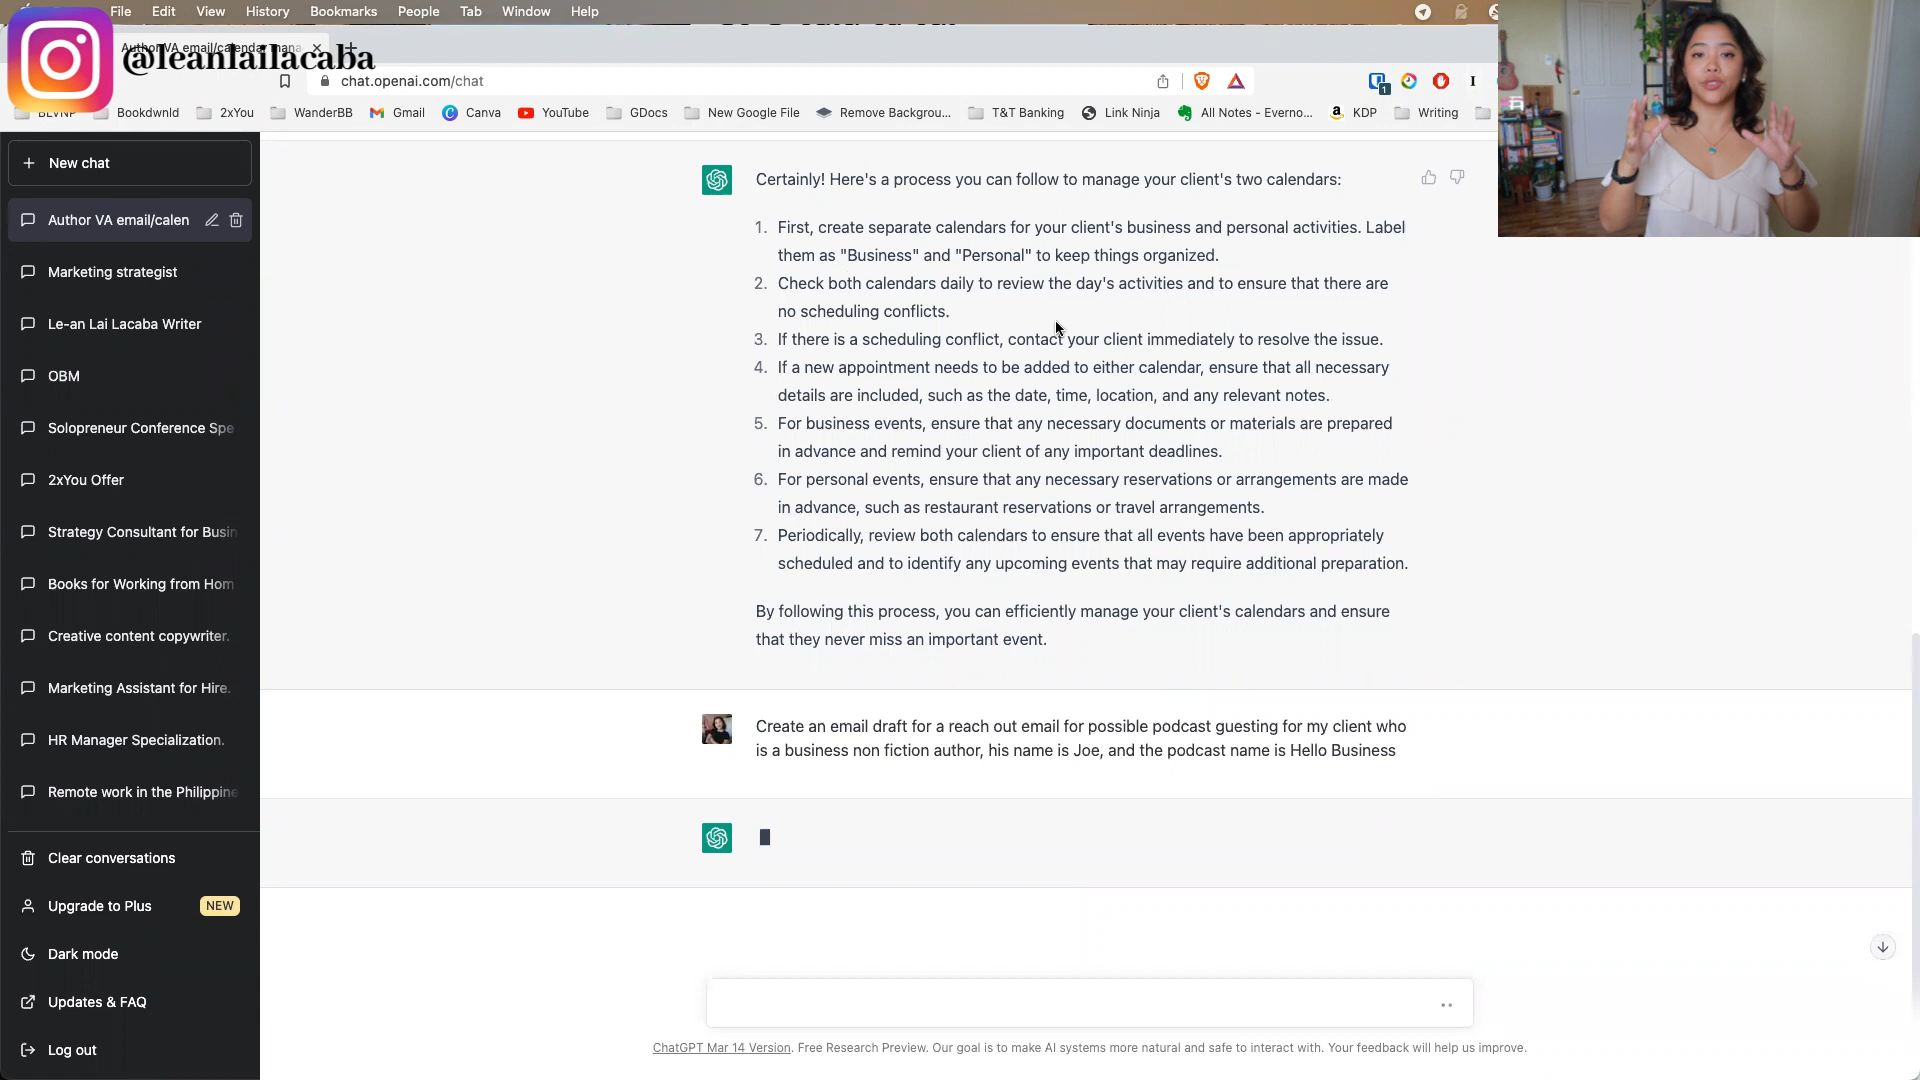 File Edit View History Bookmarks People Tab Window Help
Author VA email/calendar mana
@leanlailacaba
chat.openai.com/chat
1
I
BLVNP Bookdwnld 2xYou WanderBB Gmail Canva YouTube GDocs New Google File Remove Backgrou... T&T Banking Link Ninja All Notes - Everno... KDP Writing
New chat
Author VA email/calen
Marketing strategist
Le-an Lai Lacaba Writer
OBM
Solopreneur Conference Spe
2xYou Offer
Strategy Consultant for Busin
Books for Working from Hom
Creative content copywriter.
Marketing Assistant for Hire.
HR Manager Specialization.
Remote work in the Philippine
Clear conversations
Upgrade to Plus NEW
Dark mode
Updates & FAQ
Log out
Certainly! Here's a process you can follow to manage your client's two calendars:
1. First, create separate calendars for your client's business and personal activities. Label
them as "Business" and "Personal" to keep things organized.
2. Check both calendars daily to review the day's activities and to ensure that there are
no scheduling conflicts.
3. If there is a scheduling conflict, contact your client immediately to resolve the issue.
4. If a new appointment needs to be added to either calendar, ensure that all necessary
details are included, such as the date, time, location, and any relevant notes.
5. For business events, ensure that any necessary documents or materials are prepared
in advance and remind your client of any important deadlines.
6. For personal events, ensure that any necessary reservations or arrangements are made
in advance, such as restaurant reservations or travel arrangements.
7. Periodically, review both calendars to ensure that all events have been appropriately
scheduled and to identify any upcoming events that may require additional preparation.
By following this process, you can efficiently manage your client's calendars and ensure
that they never miss an important event.
Create an email draft for a reach out email for possible podcast guesting for my client who
is a business non fiction author, his name is Joe, and the podcast name is Hello Business
ChatGPT Mar 14 Version. Free Research Preview. Our goal is to make AI systems more natural and safe to interact with. Your feedback will help us improve.